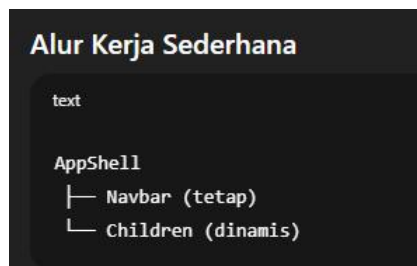 Alur Kerja Sederhana
text
AppShell
├── Navbar (tetap)
└── Children (dinamis)